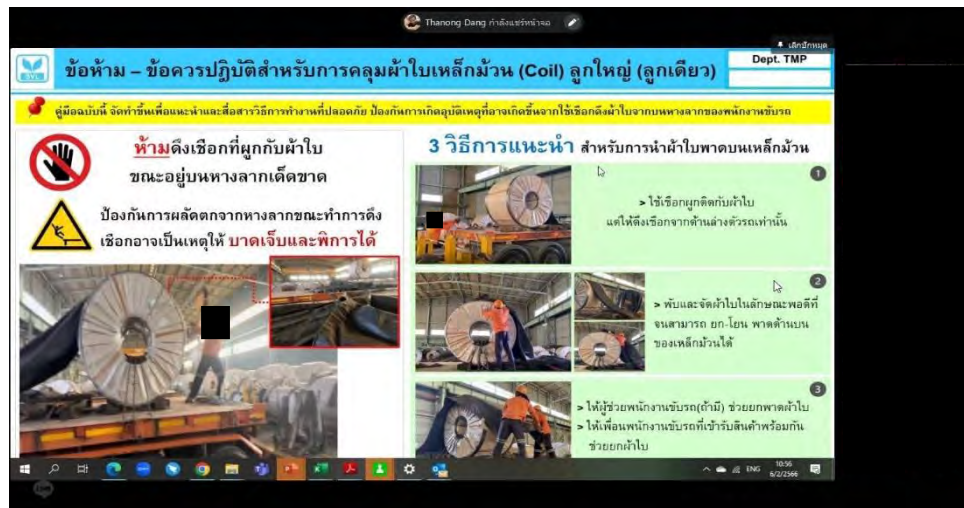 Thanong Dang กำลังแชร์หน้าจอ
เลิกปักหมุด
SVL
ข้อห้าม – ข้อควรปฎิบัติสำหรับการคลุมผ้าใบเหล็กม้วน (Coil) ลูกใหญ่ (ลูกเดียว)
Dept. TMP
คู่มือฉบับนี้ จัดทำขึ้นเพื่อแนะนำและสื่อสารวิธีการทำงานที่ปลอดภัย ป้องกันการเกิดอุบัติเหตุที่อาจเกิดขึ้นจากใช้เชือกดึงผ้าใบจากบนหางลากของพนักงานขับรถ
ห้ามดึงเชือกที่ผูกกับผ้าใบ
ขณะอยู่บนหางลากเด็ดขาด
ป้องกันการผลัดตกจากหางลากขณะทำการดึง
เชือกอาจเป็นเหตุให้ บาดเจ็บและพิการได้
3 วิธีการแนะนำ สำหรับการนำผ้าใบพาดบนเหล็กม้วน
1
> ใช้เชือกผูกติดกับผ้าใบ
แต่ให้ดึงเชือกจากด้านล่างตัวรถเท่านั้น
2
> พับและจัดผ้าใบในลักษณะพอดีที่
จนสามารถ ยก-โยน พาดด้านบน
ของเหล็กม้วนได้
3
> ให้ผู้ช่วยพนักงานขับรถ(ถ้ามี) ช่วยยกพาดผ้าใบ
> ให้เพื่อนพนักงานขับรถที่เข้ารับสินค้าพร้อมกัน
ช่วยยกผ้าใบ
ENG
10:56
6/2/2566